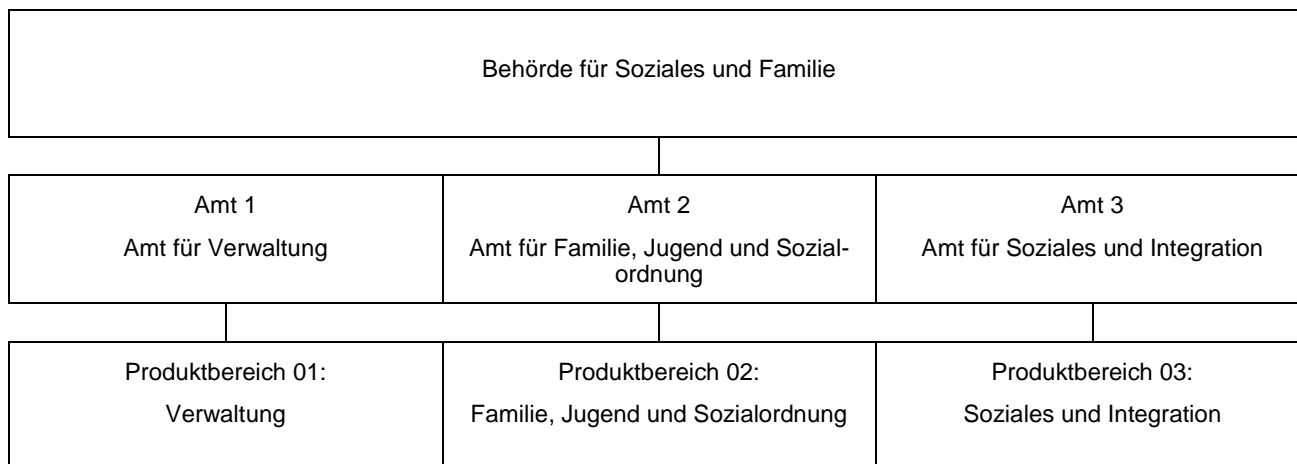 Behörde für Soziales und Familie
Amt 1
Amt für Verwaltung
Amt 2
Amt für Familie, Jugend und Sozial-
ordnung
Amt 3
Amt für Soziales und Integration
Produktbereich 01:
Verwaltung
Produktbereich 02:
Familie, Jugend und Sozialordnung
Produktbereich 03:
Soziales und Integration